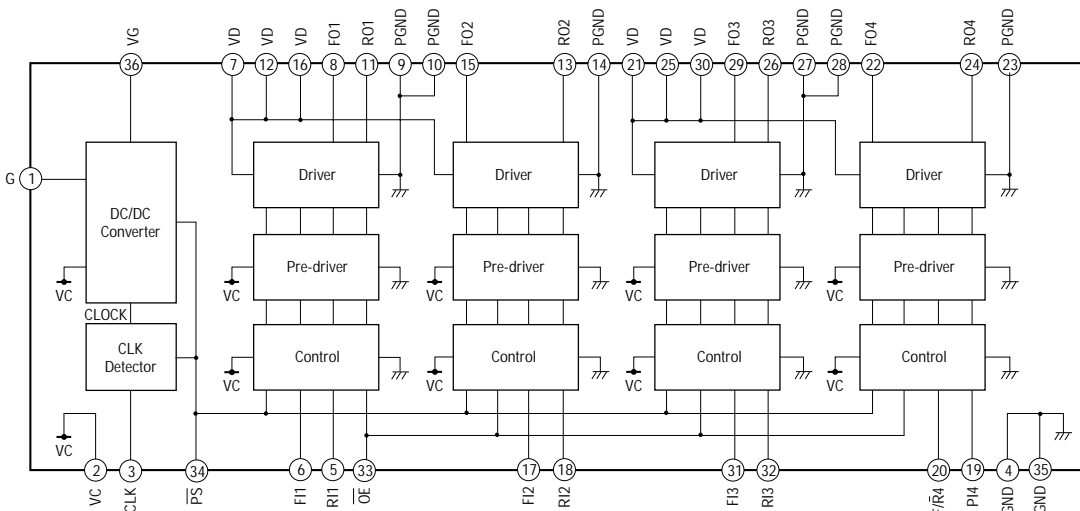 VG VD VD VD FO1 RO1 PGND PGND FO2 RO2 PGND VD VD VD FO3 RO3 PGND PGND FO4 RO4 PGND
36 7 12 16 8 11 9 10 15 13 14 21 25 30 29 26 27 28 22 24 23
G 1
Driver Driver Driver Driver
DC/DC
Converter
Pre-driver Pre-driver Pre-driver Pre-driver
VC VC VC VC VC
CLOCK
CLK
Detector
Control Control Control Control
VC VC VC VC
VC
2 3 34 6 5 33 17 18 31 32 20 19 4 35
VC CLK PS FI1 RI1 OE FI2 RI2 FI3 RI3 F/R4 PI4 GND GND